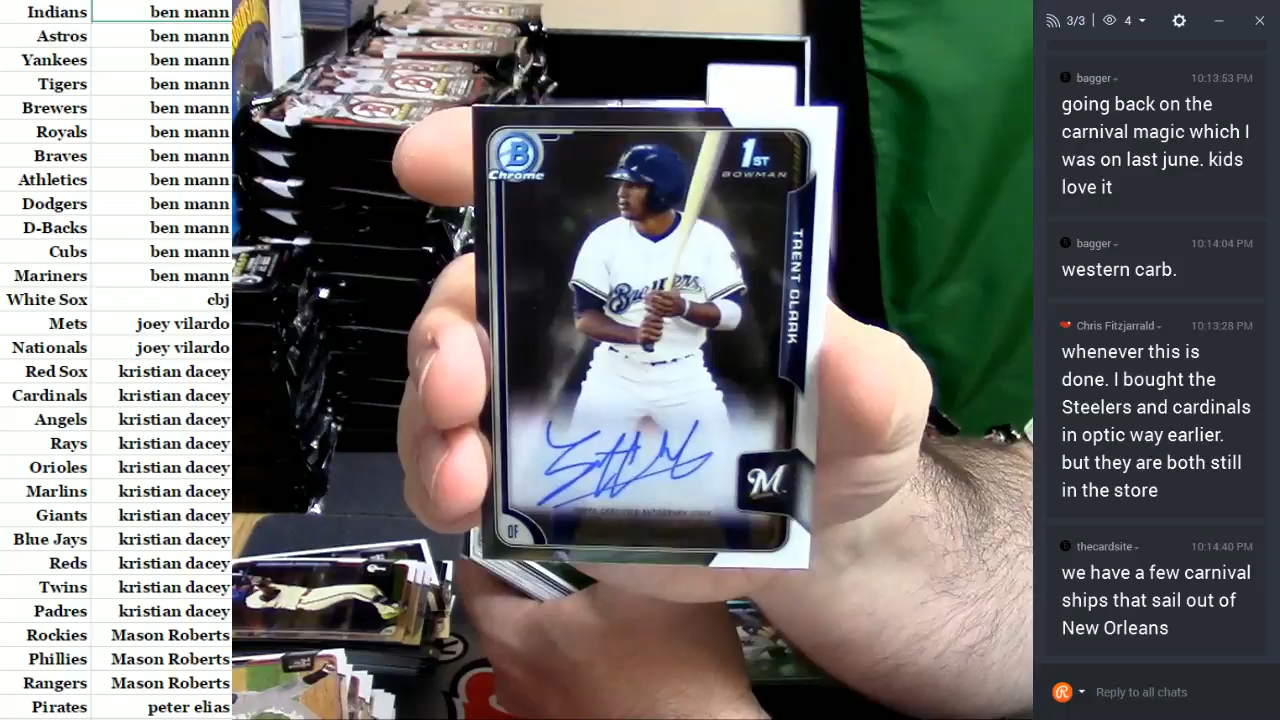 Indians ben mann
Astros ben mann
Yankees ben mann
Tigers ben mann
Brewers ben mann
Royals ben mann
Braves ben mann
Athletics ben mann
Dodgers ben mann
D-Backs ben mann
Cubs ben mann
Mariners ben mann
White Sox cbj
Mets joey vilardo
Nationals joey vilardo
Red Sox kristian dacey
Cardinals kristian dacey
Angels kristian dacey
Rays kristian dacey
Orioles kristian dacey
Marlins kristian dacey
Giants kristian dacey
Blue Jays kristian dacey
Reds kristian dacey
Twins kristian dacey
Padres kristian dacey
Rockies Mason Roberts
Phillies Mason Roberts
Rangers Mason Roberts
Pirates peter elias
B
Chrome
1ST
BOWMAN
TRENT CLARK
Brewers
M
OF
3/3 4
bagger 10:13:53 PM
going back on the
carnival magic which I
was on last june. kids
love it
bagger 10:14:04 PM
western carb.
Chris Fitzjarrald 10:13:28 PM
whenever this is
done. I bought the
Steelers and cardinals
in optic way earlier.
but they are both still
in the store
thecardsite 10:14:40 PM
we have a few carnival
ships that sail out of
New Orleans
Reply to all chats